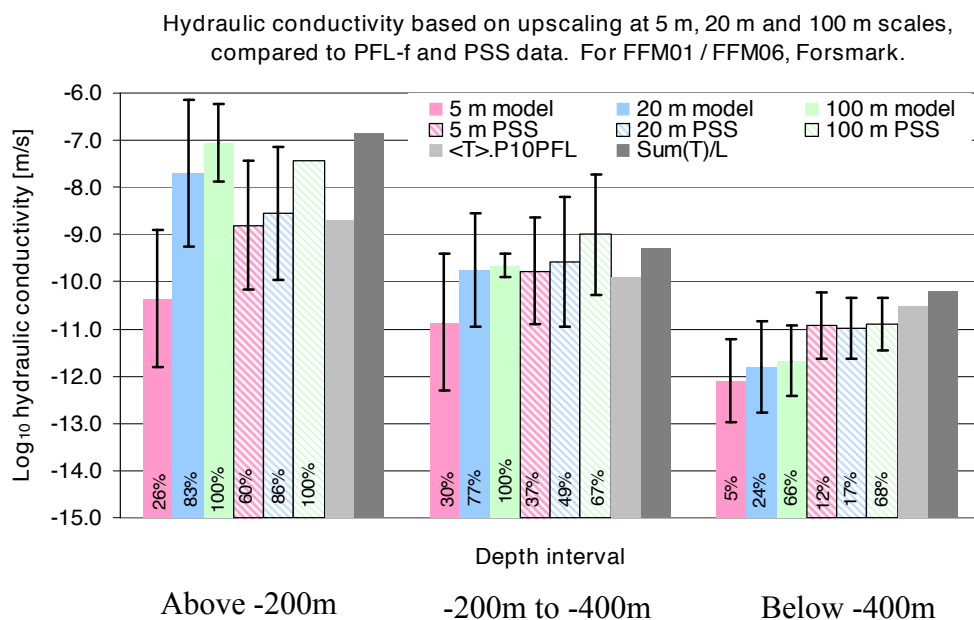 Hydraulic conductivity based on upscaling at 5 m, 20 m and 100 m scales,
compared to PFL-f and PSS data. For FFM01 / FFM06, Forsmark.
-6.0
-7.0
-8.0
-9.0
-10.0
-11.0
-12.0
-13.0
-14.0
-15.0
Log10 hydraulic conductivity [m/s]
5 m model 20 m model 100 m model
5 m PSS 20 m PSS 100 m PSS
<T>.P10PFL Sum(T)/L
26% 83% 100% 60% 86% 100% 30% 77% 100% 37% 49% 67% 5% 24% 66% 12% 17% 68%
Depth interval
Above -200m -200m to -400m Below -400m